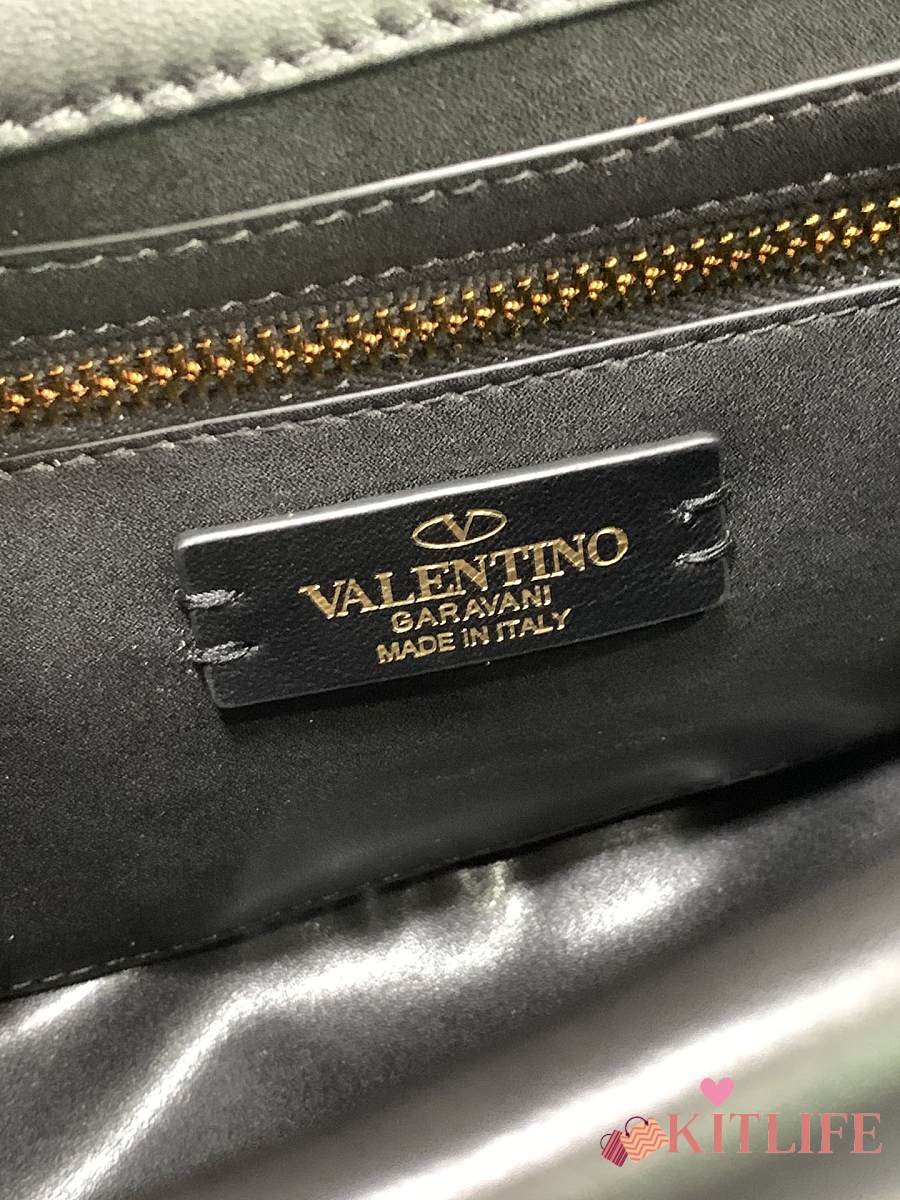 V
VALENTINO
GARAVANI
MADE IN ITALY
KITLIFE